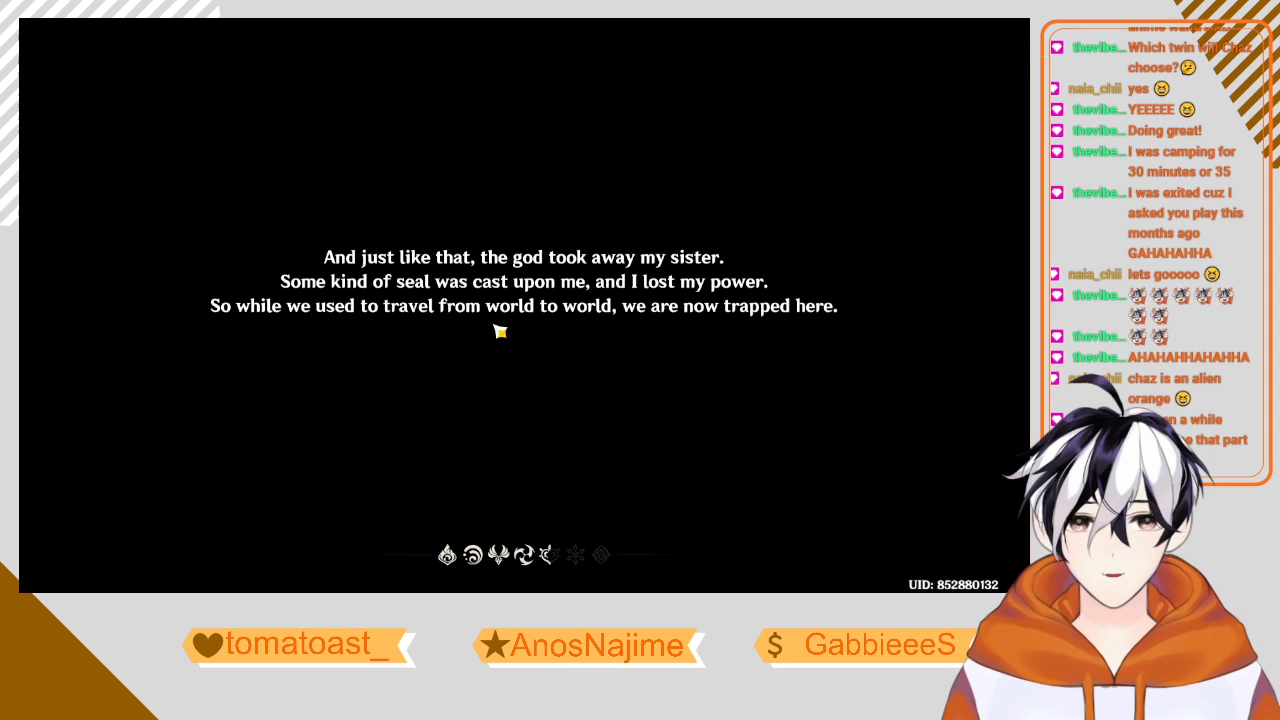 And just like that, the god took away my sister.
Some kind of seal was cast upon me, and I lost my power.
So while we used to travel from world to world, we are now trapped here.
UID: 852880132
thevibe... Which twin will Chaz
choose?🤔
naia_chii yes 😆
thevibe... YEEEEE 😆
thevibe... Doing great!
thevibe... I was camping for
30 minutes or 35
thevibe... I was exited cuz I
asked you play this
months ago
GAHAHAHHA
naia_chii lets gooooo 😆
thevibe...
thevibe...
thevibe... AHAHAHHAHAHHA
chaz is an alien
orange 😆
a while
that part
tomatoast_
AnosNajime
$ GabbieeeS